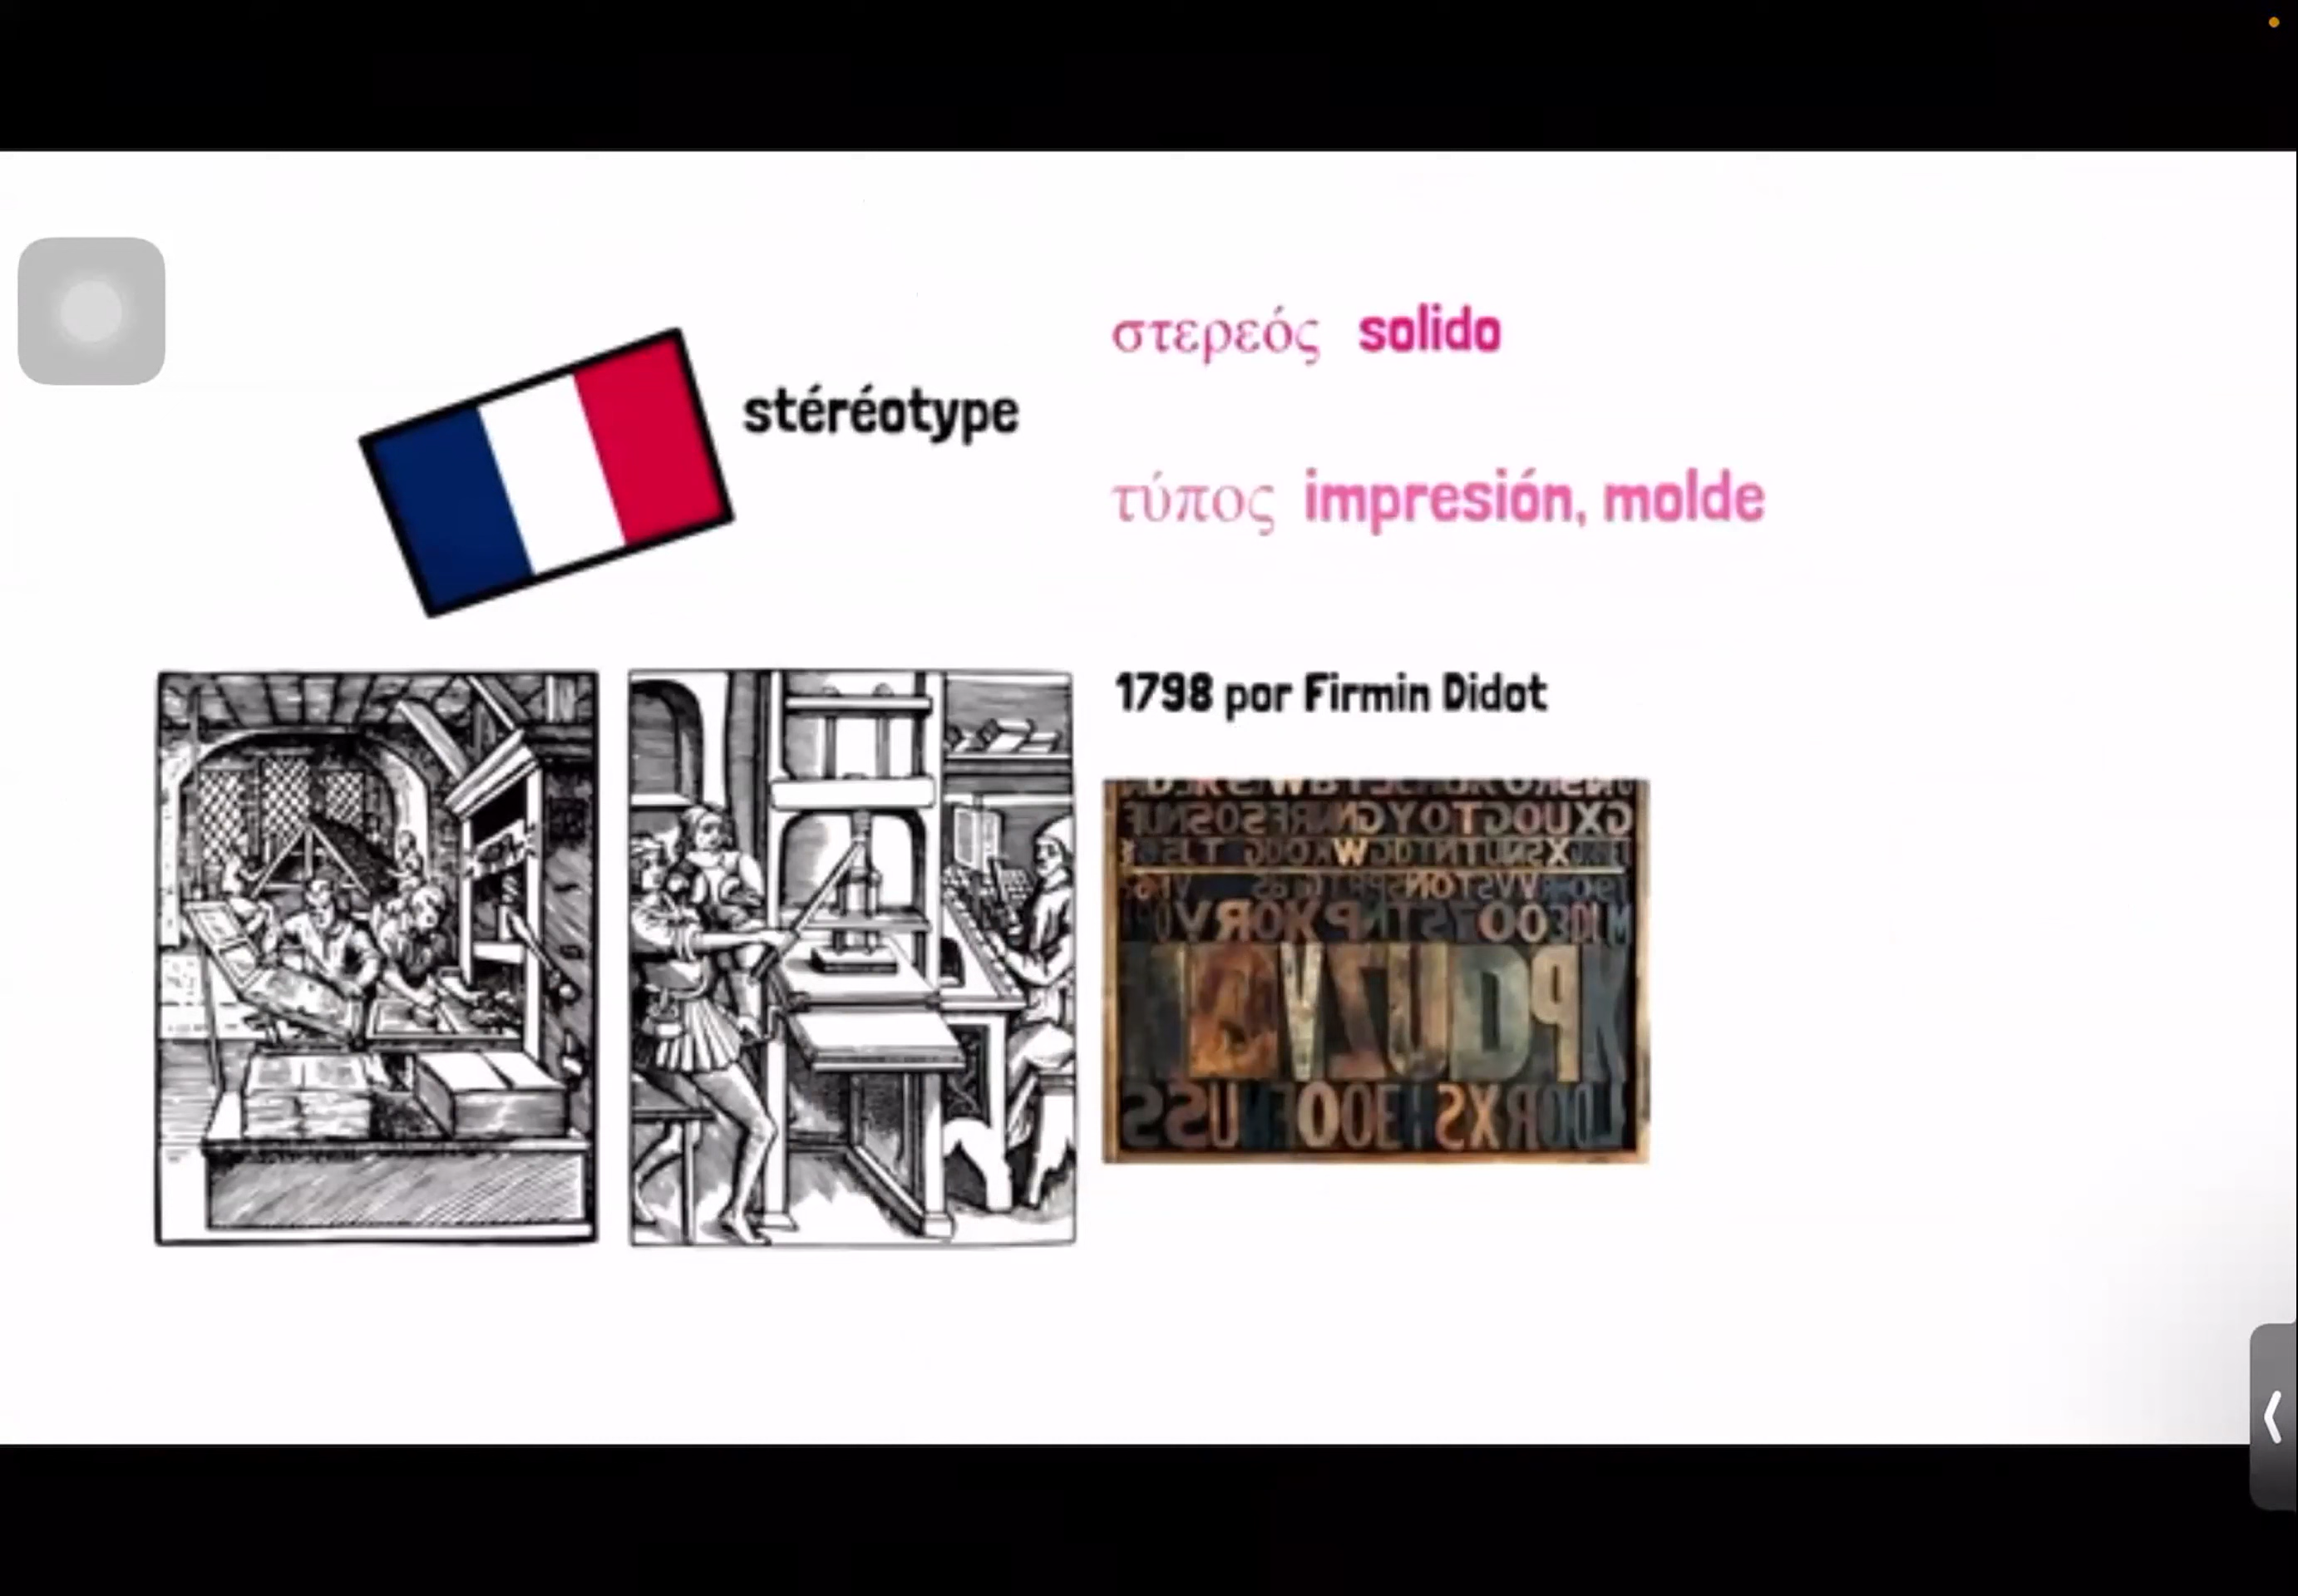 στερεός solido
stéréotype
τύπος impresión, molde
1798 por Firmin Didot